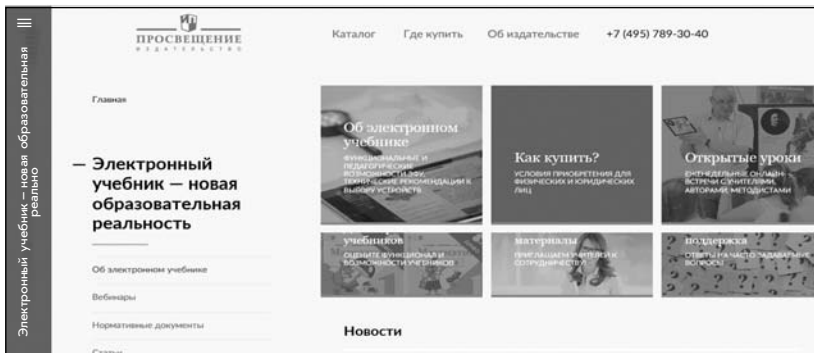 Электронный учебник — новая образовательная
реально
ПРОСВЕЩЕНИЕ
ИЗДАТЕЛЬСТВО
Каталог
Где купить
Об издательстве
+7 (495) 789-30-40
Главная
— Электронный
учебник — новая
образовательная
реальность
Об электронном учебнике
Вебинары
Нормативные документы
Статьи
Об электронном
учебнике
ФУНКЦИОНАЛЬНЫЕ И
ПЕДАГОГИЧЕСКИЕ
ВОЗМОЖНОСТИ ЭФУ,
ТЕХНИЧЕСКИЕ РЕКОМЕНДАЦИИ К
ВЫБОРУ УСТРОЙСТВ
Как купить?
УСЛОВИЯ ПРИОБРЕТЕНИЯ ДЛЯ
ФИЗИЧЕСКИХ И ЮРИДИЧЕСКИХ
ЛИЦ
Открытые уроки
ЕЖЕНЕДЕЛЬНЫЕ ОНЛАЙН-
ВСТРЕЧИ С УЧИТЕЛЯМИ,
АВТОРАМИ, МЕТОДИСТАМИ
учебников
ОЦЕНИТЕ ФУНКЦИОНАЛ И
ВОЗМОЖНОСТИ УЧЕБНИКОВ
материалы
ПРИГЛАШАЕМ УЧИТЕЛЕЙ К
СОТРУДНИЧЕСТВУ!
поддержка
ОТВЕТЫ НА ЧАСТО ЗАДАВАЕМЫЕ
ВОПРОСЫ
Новости